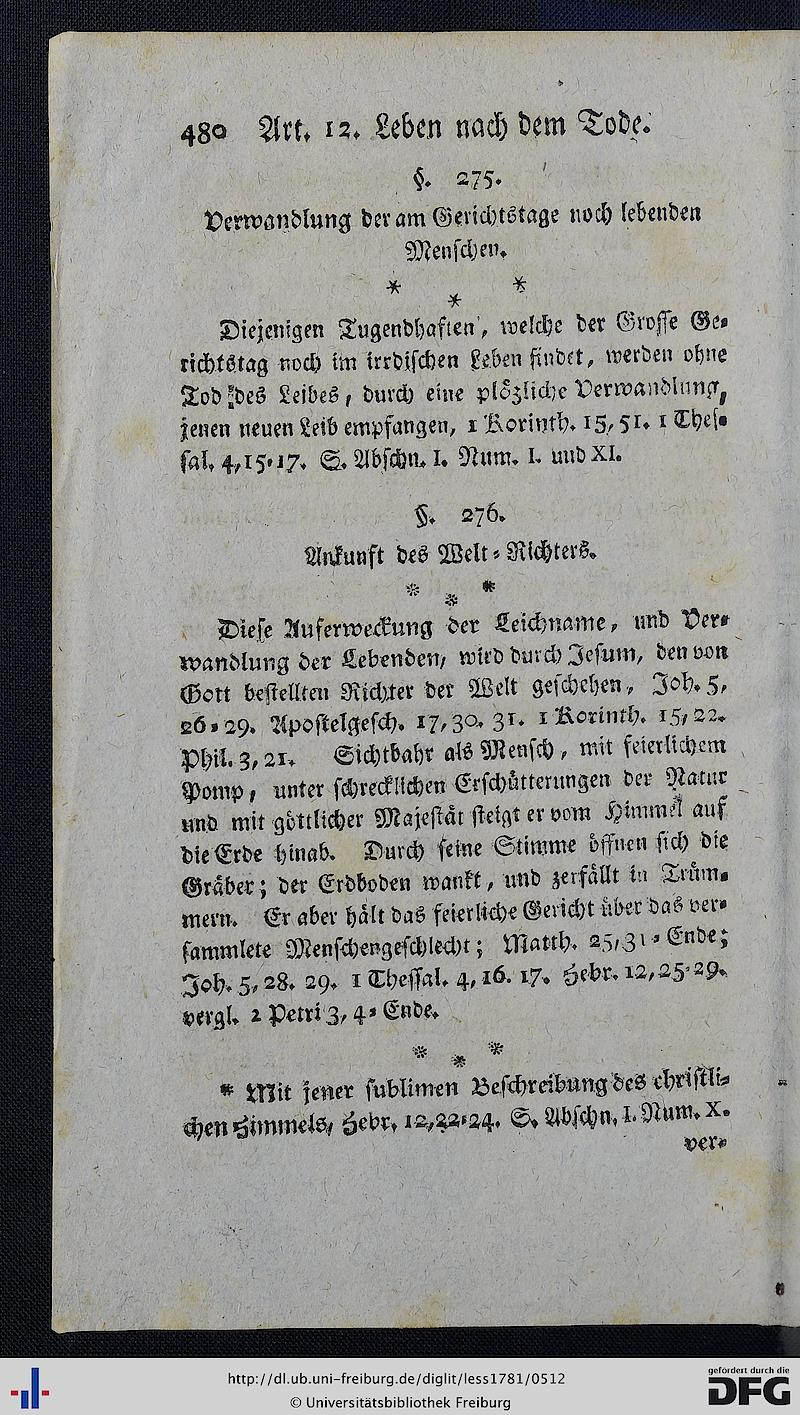 480 Art. 12. Leben nach dem Tode.
§. 275.
Verwandlung der am Gerichtstage noch lebenden
Menschen.
* * *
Diejenigen Tugendhaften, welche der Grosse Ge-
richtstag noch im irrdischen Leben findet, werden ohne
Tod des Leibes, durch eine plözliche Verwandlung,
jenen neuen Leib empfangen, 1 Korinth. 15, 51. 1 Thes-
sal. 4, 15-17. S. Abschn. I. Num. I. und XI.
§. 276.
Ankunft des Welt-Richters.
* * *
Diese Auferweckung der Leichname, und Ver-
wandlung der Lebenden, wird durch Jesum, den von
Gott bestellten Richter der Welt geschehen, Joh. 5,
26-29. Apostelgesch. 17, 30. 31. 1 Korinth. 15, 22.
Phil. 3, 21. Sichtbahr als Mensch, mit feierlichem
Pomp, unter schrecklichen Erschütterungen der Natur
und mit göttlicher Majestät steigt er vom Himmel auf
die Erde hinab. Durch seine Stimme öffnen sich die
Gräber; der Erdboden wankt, und zerfällt in Trüm-
mern. Er aber hält das feierliche Gericht über das ver-
sammlete Menschengeschlecht; Matth. 25, 31-Ende;
Joh. 5, 28. 29. 1 Thessal. 4, 16. 17. Hebr. 12, 25-29.
vergl. 2 Petri 3, 4-Ende.
* * *
* Mit jener sublimen Beschreibung des christli-
chen Himmels, Hebr. 12, 22-24. S. Abschn. I. Num. X.
ver-
http://dl.ub.uni-freiburg.de/diglit/less1781/0512
© Universitätsbibliothek Freiburg
gefördert durch die
DFG